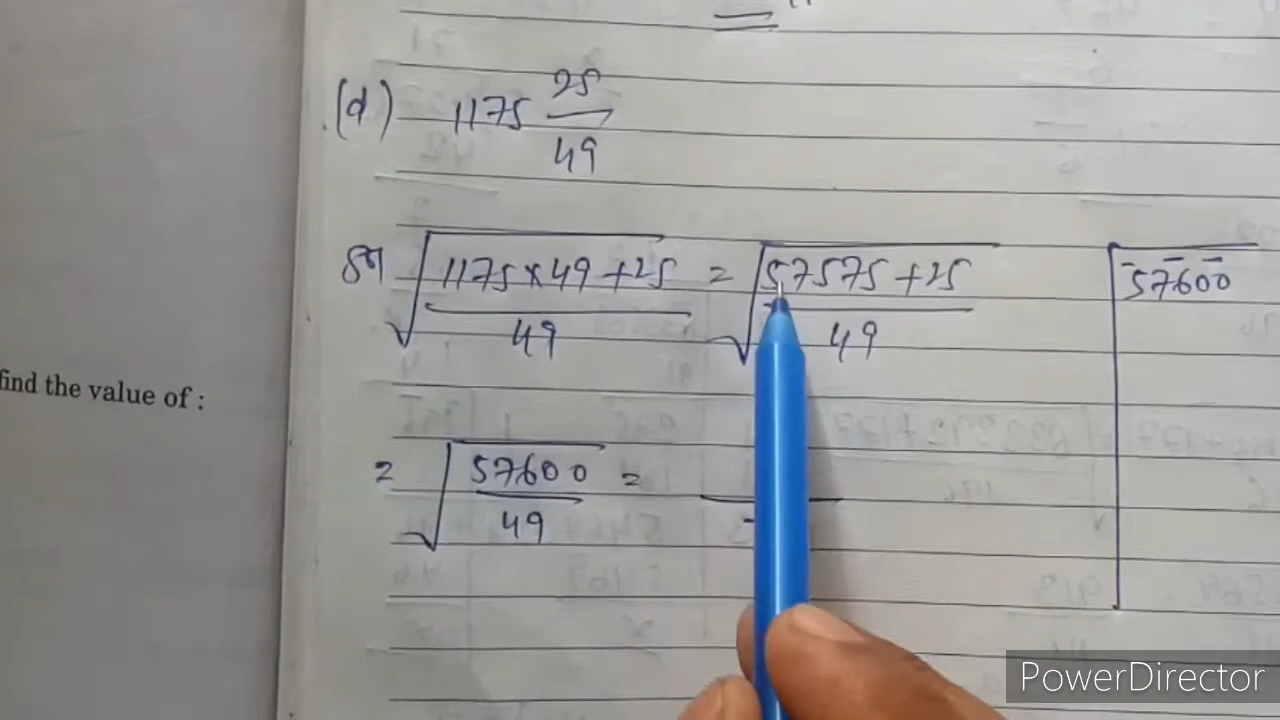 (d) 1175 25/49
Sol √(1175×49+25)/49 = √(57575+25)/49
57600
= √57600/49 =
find the value of :
PowerDirector